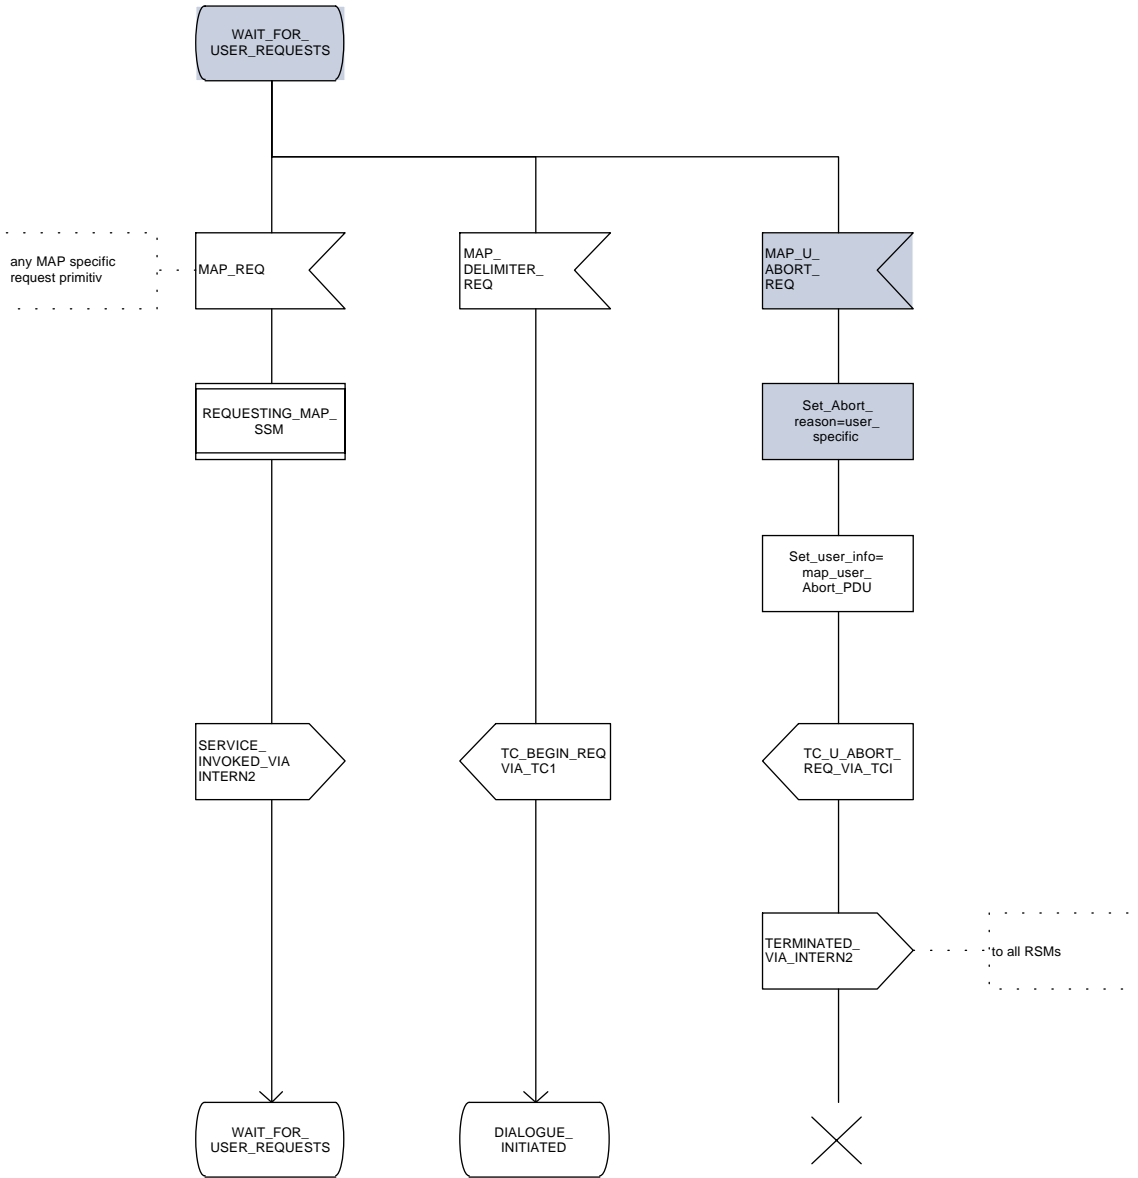 WAIT_FOR_
USER_REQUESTS
any MAP specific
request primitiv
MAP_REQ
MAP_
DELIMITER_
REQ
MAP_U_
ABORT_
REQ
REQUESTING_MAP_
SSM
Set_Abort_
reason=user_
specific
Set_user_info=
map_user_
Abort_PDU
SERVICE_
INVOKED_VIA
INTERN2
TC_BEGIN_REQ
VIA_TC1
TC_U_ABORT_
REQ_VIA_TCI
TERMINATED_
VIA_INTERN2
to all RSMs
WAIT_FOR_
USER_REQUESTS
DIALOGUE_
INITIATED